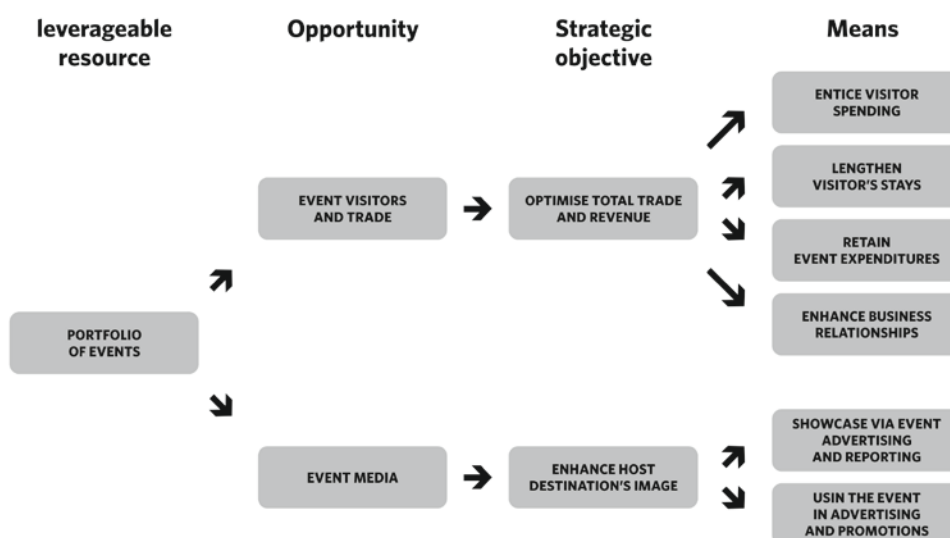 leverageable
resource
Opportunity
Strategic
objective
Means
ENTICE VISITOR
SPENDING
LENGTHEN
VISITOR'S STAYS
EVENT VISITORS
AND TRADE
OPTIMISE TOTAL TRADE
AND REVENUE
RETAIN
EVENT EXPENDITURES
ENHANCE BUSINESS
RELATIONSHIPS
PORTFOLIO
OF EVENTS
SHOWCASE VIA EVENT
ADVERTISING
AND REPORTING
EVENT MEDIA
ENHANCE HOST
DESTINATION'S IMAGE
USIN THE EVENT
IN ADVERTISING
AND PROMOTIONS